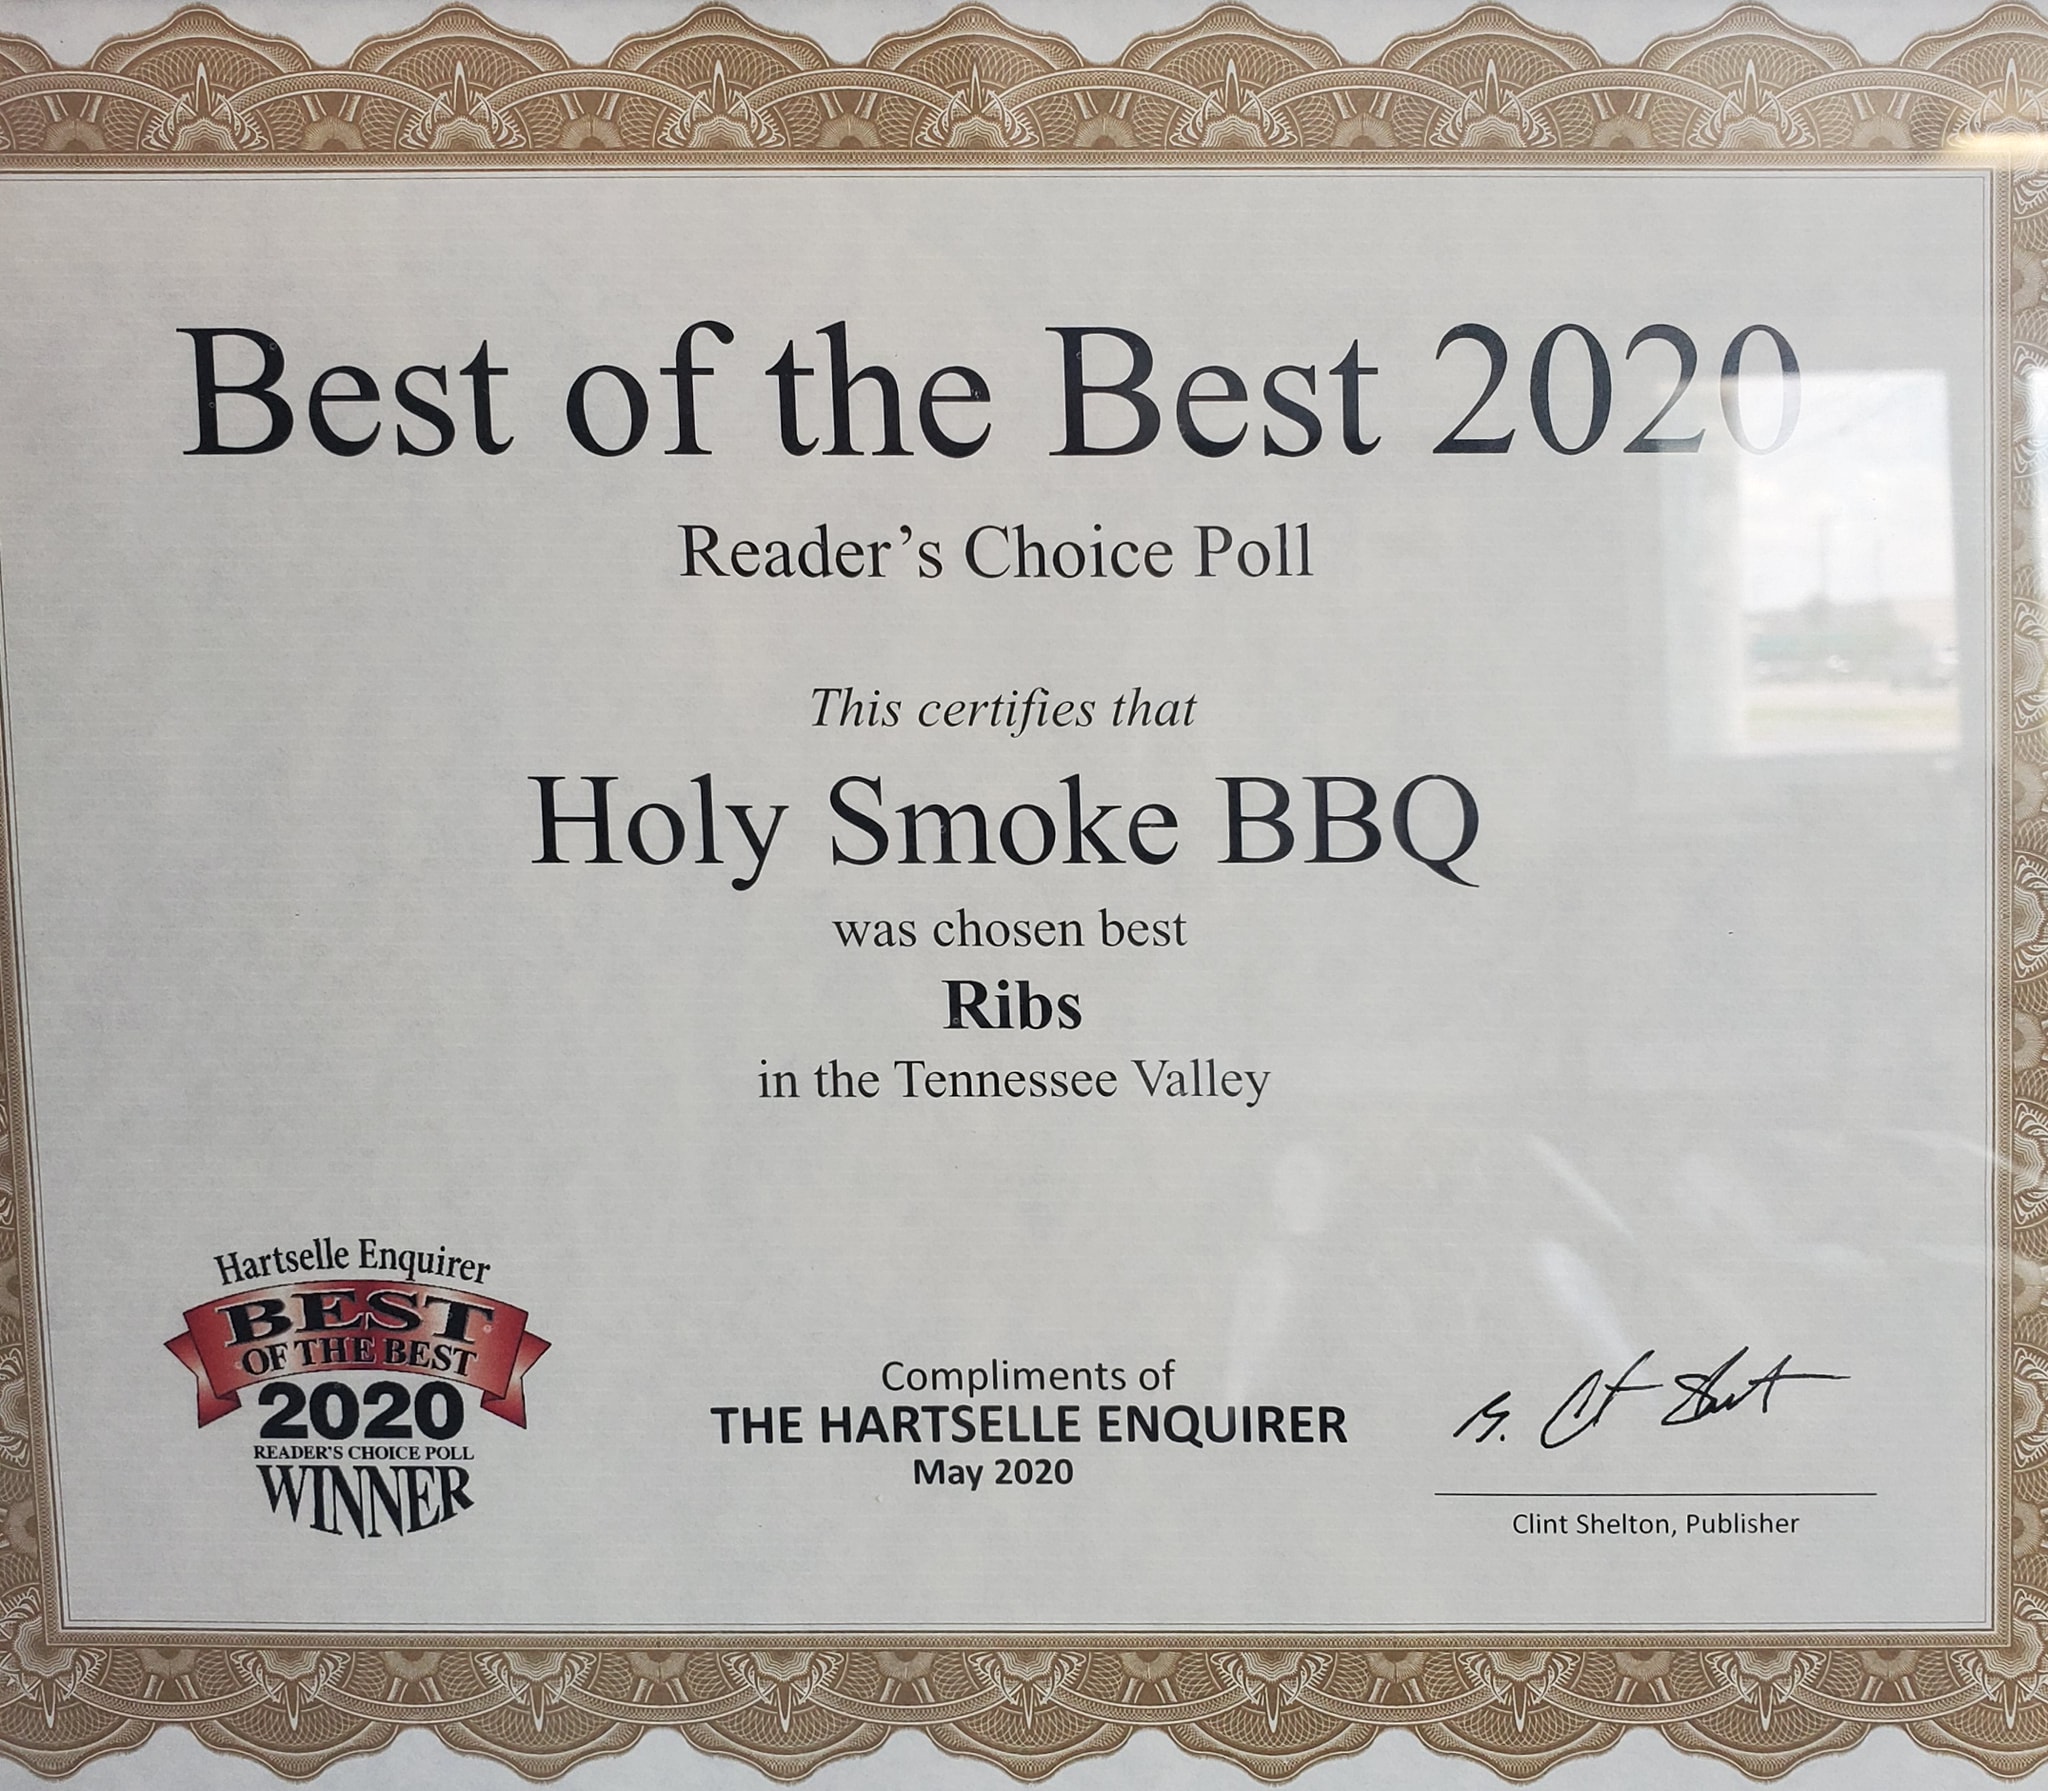 Best of the Best 2020
Reader's Choice Poll
This certifies that
Holy Smoke BBQ
was chosen best
Ribs
in the Tennessee Valley
Hartselle Enquirer
BEST
OF THE BEST
2020
READER'S CHOICE POLL
WINNER
Compliments of
THE HARTSELLE ENQUIRER
May 2020
Clint Shelton, Publisher